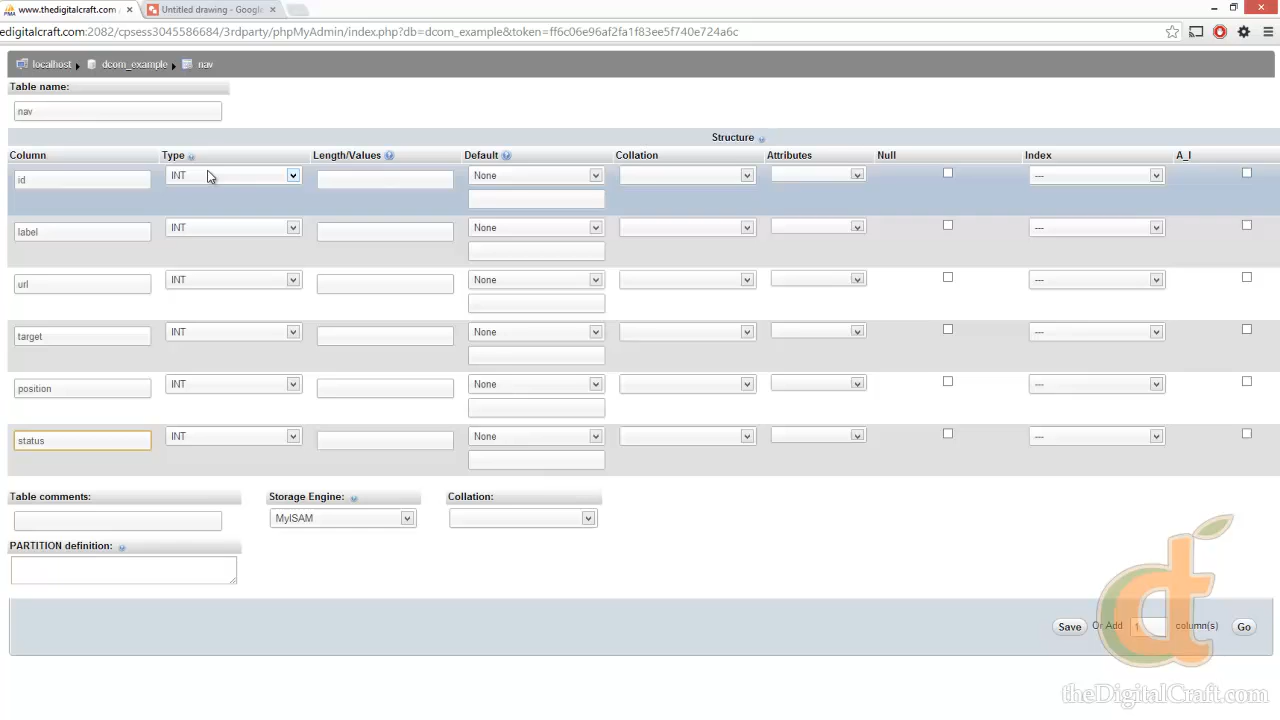 www.thedigitalcraft.com
Untitled drawing - Google
edigitalcraft.com:2082/cpsess3045586684/3rdparty/phpMyAdmin/index.php?db=dcom_example&token=ff6c06e96af2fa1f83ee5f740e724a6c
localhost dcom_example nav
Table name:
nav
Structure
Column Type Length/Values Default Collation Attributes Null Index A_I
id INT None ---
label INT None ---
url INT None ---
target INT None ---
position INT None ---
status INT None ---
Table comments: Storage Engine: Collation:
MyISAM
PARTITION definition:
Save Or Add 1 column(s) Go
theDigitalCraft.com